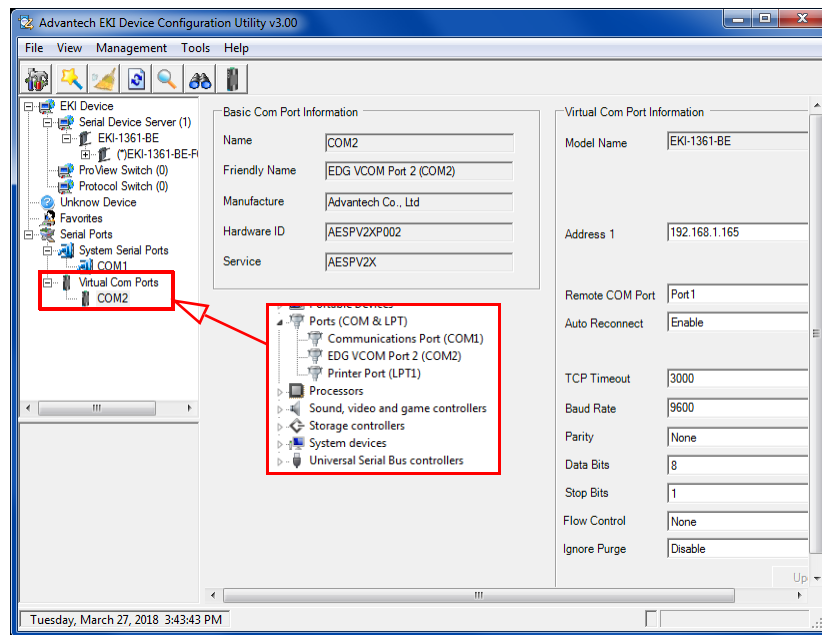 Advantech EKI Device Configuration Utility v3.00
File View Management Tools Help
EKI Device
Serial Device Server (1)
EKI-1361-BE
(*)EKI-1361-BE-F
ProView Switch (0)
Protocol Switch (0)
Unknow Device
Favorites
Serial Ports
System Serial Ports
COM1
Virtual Com Ports
COM2
Basic Com Port Information
Name COM2
Friendly Name EDG VCOM Port 2 (COM2)
Manufacture Advantech Co., Ltd
Hardware ID AESPV2XP002
Service AESPV2X
Ports (COM & LPT)
Communications Port (COM1)
EDG VCOM Port 2 (COM2)
Printer Port (LPT1)
Processors
Sound, video and game controllers
Storage controllers
System devices
Universal Serial Bus controllers
Virtual Com Port Information
Model Name EKI-1361-BE
Address 1 192.168.1.165
Remote COM Port Port1
Auto Reconnect Enable
TCP Timeout 3000
Baud Rate 9600
Parity None
Data Bits 8
Stop Bits 1
Flow Control None
Ignore Purge Disable
Up
Tuesday, March 27, 2018 3:43:43 PM